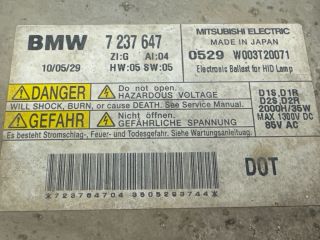 BMW 7 237 647
ZI:G AI:04
10/05/29 HW:05 SW:05
MITSUBISHI ELECTRIC
MADE IN JAPAN
0529 W003T20071
Electronic Ballast for HID Lamp
DANGER Do not open.
HAZARDOUS VOLTAGE
WILL SHOCK, BURN, or cause DEATH. See Service Manual.
GEFAHR Nicht öffnen.
GEFÄHRLICHE SPANNUNG
Es besteht Stromschlag-, Feuer- und Lebensgefahr. Siehe Wartungsanleitung.
D1S,D1R
D2S,D2R
2000H/35W
MAX 1300V DC
85V AC
DOT
*723764704 3505293744*